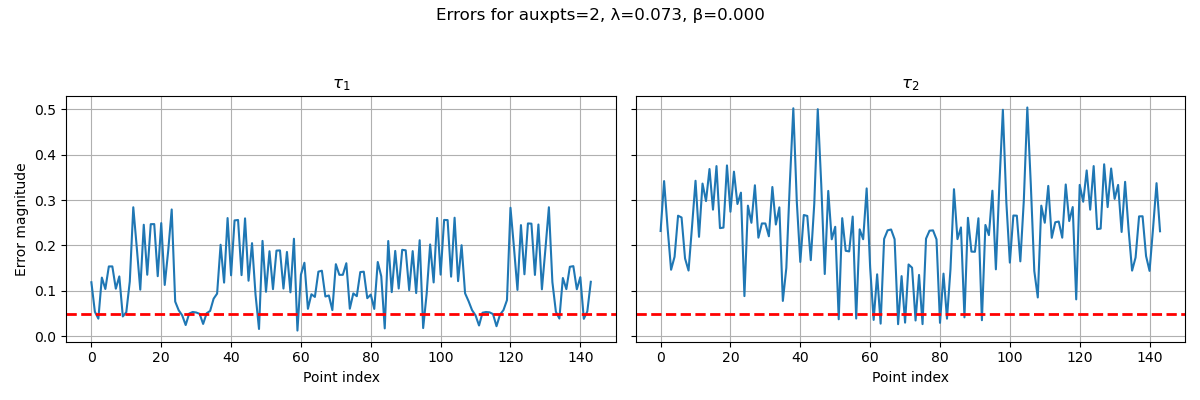 Errors for auxpts=2, λ=0.073, β=0.000
τ₁
τ₂
Error magnitude
0.5
0.4
0.3
0.2
0.1
0.0
0 20 40 60 80 100 120 140
0 20 40 60 80 100 120 140
Point index
Point index